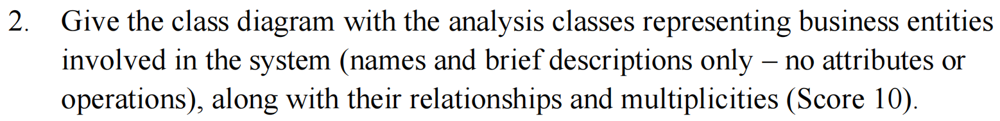 2. Give the class diagram with the analysis classes representing business entities
involved in the system (names and brief descriptions only – no attributes or
operations), along with their relationships and multiplicities (Score 10).